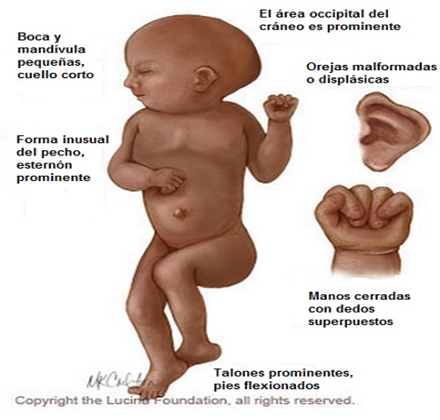 El área occipital del
cráneo es prominente
Boca y
mandívula
pequeñas,
cuello corto
Orejas malformadas
o displásicas
Forma inusual
del pecho,
esternón
prominente
Manos cerradas
con dedos
superpuestos
Talones prominentes,
pies flexionados
Copyright the Lucina Foundation, all rights reserved.